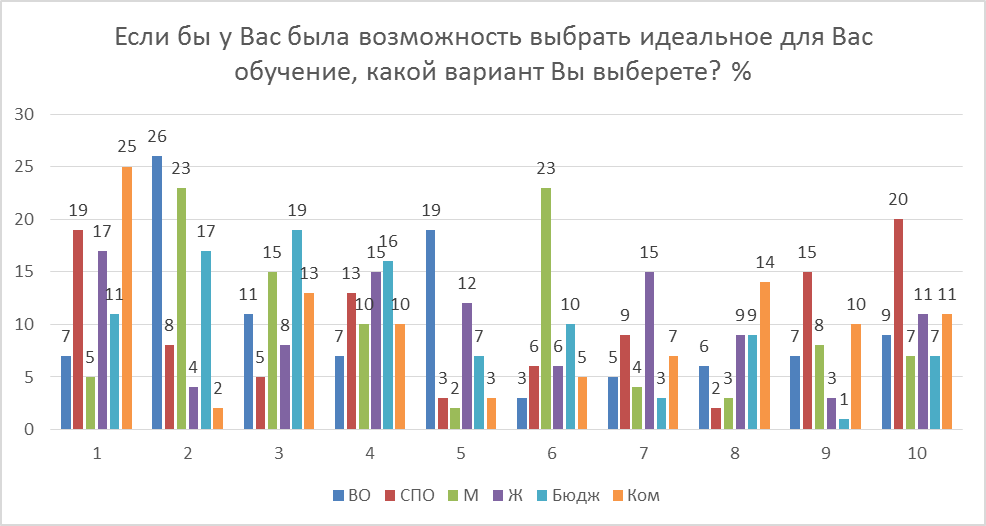 Если бы у Вас была возможность выбрать идеальное для Вас
обучение, какой вариант Вы выберете? %
30
25
20
15
10
5
0
7 19 5 17 11 25
26 8 23 4 17 2
11 5 15 8 19 13
7 13 10 15 16 10
19 3 2 12 7 3
3 6 23 6 10 5
5 9 4 15 3 7
6 2 3 9 9 14
7 15 8 3 1 10
9 20 7 11 7 11
1 2 3 4 5 6 7 8 9 10
ВО СПО М Ж Бюдж Ком